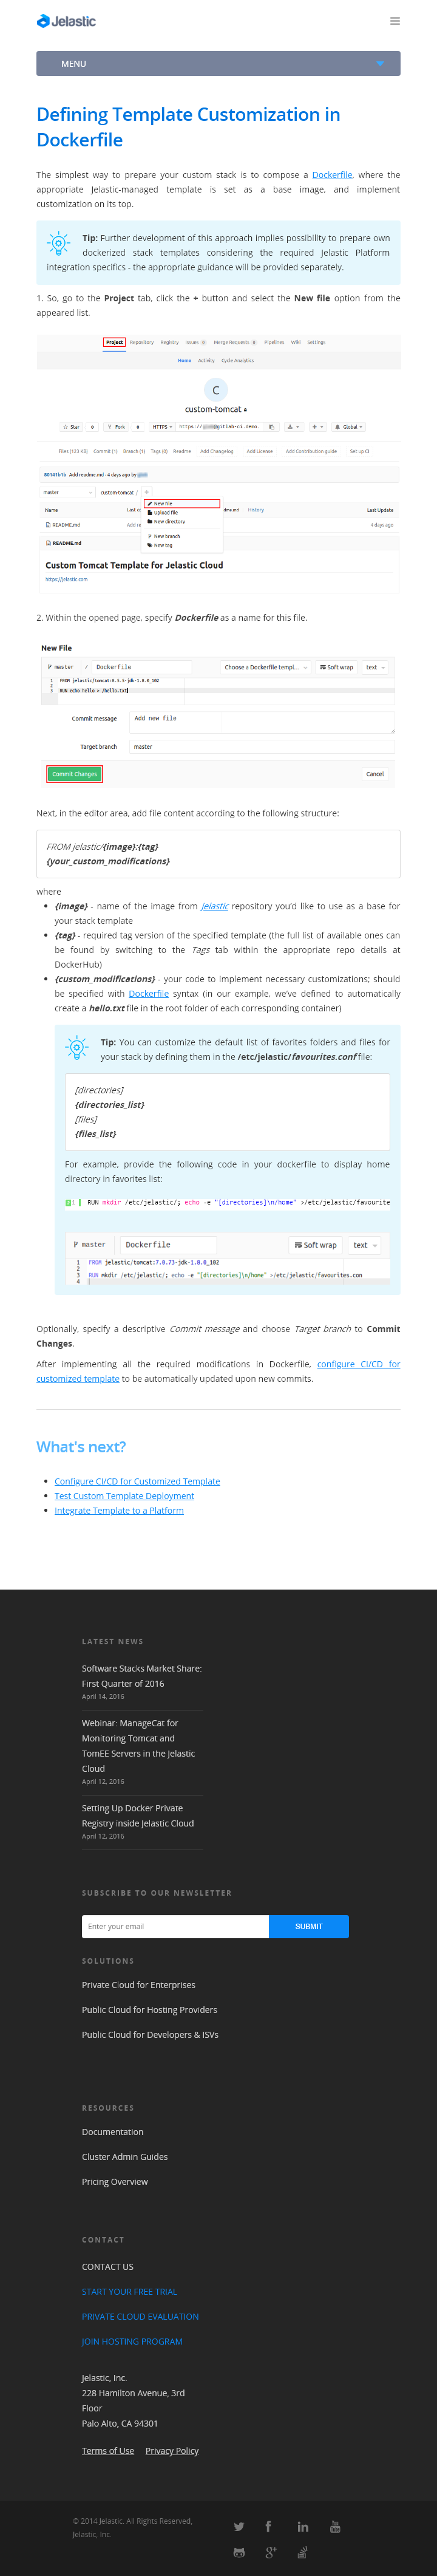 Jelastic
MENU
Defining Template Customization in
Dockerfile
The simplest way to prepare your custom stack is to compose a Dockerfile, where the
appropriate Jelastic-managed template is set as a base image, and implement
customization on its top.
Tip: Further development of this approach implies possibility to prepare own
dockerized stack templates considering the required Jelastic Platform
integration specifics - the appropriate guidance will be provided separately.
1. So, go to the Project tab, click the + button and select the New file option from the
appeared list.
Project Repository Registry Issues 0 Merge Requests 0 Pipelines Wiki Settings
Home Activity Cycle Analytics
C
custom-tomcat
Star 0 Fork 0 HTTPS https:// gitlab-ci.demo. Global
Files (123 KB) Commit (1) Branch (1) Tags (0) Readme Add Changelog Add License Add Contribution guide Set up CI
80141b1b Add readme.md · 4 days ago by
master custom-tomcat / +
Name Last Update
README.md 4 days ago
New file
Upload file
New directory
New branch
New tag
History
README.md
Custom Tomcat Template for Jelastic Cloud
https://jelastic.com
2. Within the opened page, specify Dockerfile as a name for this file.
New File
master / Dockerfile Choose a Dockerfile templ... Soft wrap text
1 FROM jelastic/tomcat:8.5.5-jdk-1.8.0_102
2
3 RUN echo hello > /hello.txt
Commit message Add new file
Target branch master
Commit Changes Cancel
Next, in the editor area, add file content according to the following structure:
FROM jelastic/{image}:{tag}
{your_custom_modifications}
where
{image} - name of the image from jelastic repository you'd like to use as a base for
your stack template
{tag} - required tag version of the specified template (the full list of available ones can
be found by switching to the Tags tab within the appropriate repo details at
DockerHub)
{custom_modifications} - your code to implement necessary customizations; should
be specified with Dockerfile syntax (in our example, we've defined to automatically
create a hello.txt file in the root folder of each corresponding container)
Tip: You can customize the default list of favorites folders and files for
your stack by defining them in the /etc/jelastic/favourites.conf file:
[directories]
{directories_list}
[files]
{files_list}
For example, provide the following code in your dockerfile to display home
directory in favorites list:
?1 RUN mkdir /etc/jelastic/; echo -e "[directories]\n/home" >/etc/jelastic/favourite
master Dockerfile Soft wrap text
1 FROM jelastic/tomcat:7.0.73-jdk-1.8.0_102
2
3 RUN mkdir /etc/jelastic/; echo -e "[directories]\n/home" >/etc/jelastic/favourites.con
4
Optionally, specify a descriptive Commit message and choose Target branch to Commit
Changes.
After implementing all the required modifications in Dockerfile, configure CI/CD for
customized template to be automatically updated upon new commits.
What's next?
Configure CI/CD for Customized Template
Test Custom Template Deployment
Integrate Template to a Platform
LATEST NEWS
Software Stacks Market Share:
First Quarter of 2016
April 14, 2016
Webinar: ManageCat for
Monitoring Tomcat and
TomEE Servers in the Jelastic
Cloud
April 12, 2016
Setting Up Docker Private
Registry inside Jelastic Cloud
April 12, 2016
SUBSCRIBE TO OUR NEWSLETTER
Enter your email SUBMIT
SOLUTIONS
Private Cloud for Enterprises
Public Cloud for Hosting Providers
Public Cloud for Developers & ISVs
RESOURCES
Documentation
Cluster Admin Guides
Pricing Overview
CONTACT
CONTACT US
START YOUR FREE TRIAL
PRIVATE CLOUD EVALUATION
JOIN HOSTING PROGRAM
Jelastic, Inc.
228 Hamilton Avenue, 3rd
Floor
Palo Alto, CA 94301
Terms of Use Privacy Policy
© 2014 Jelastic. All Rights Reserved,
Jelastic, Inc.